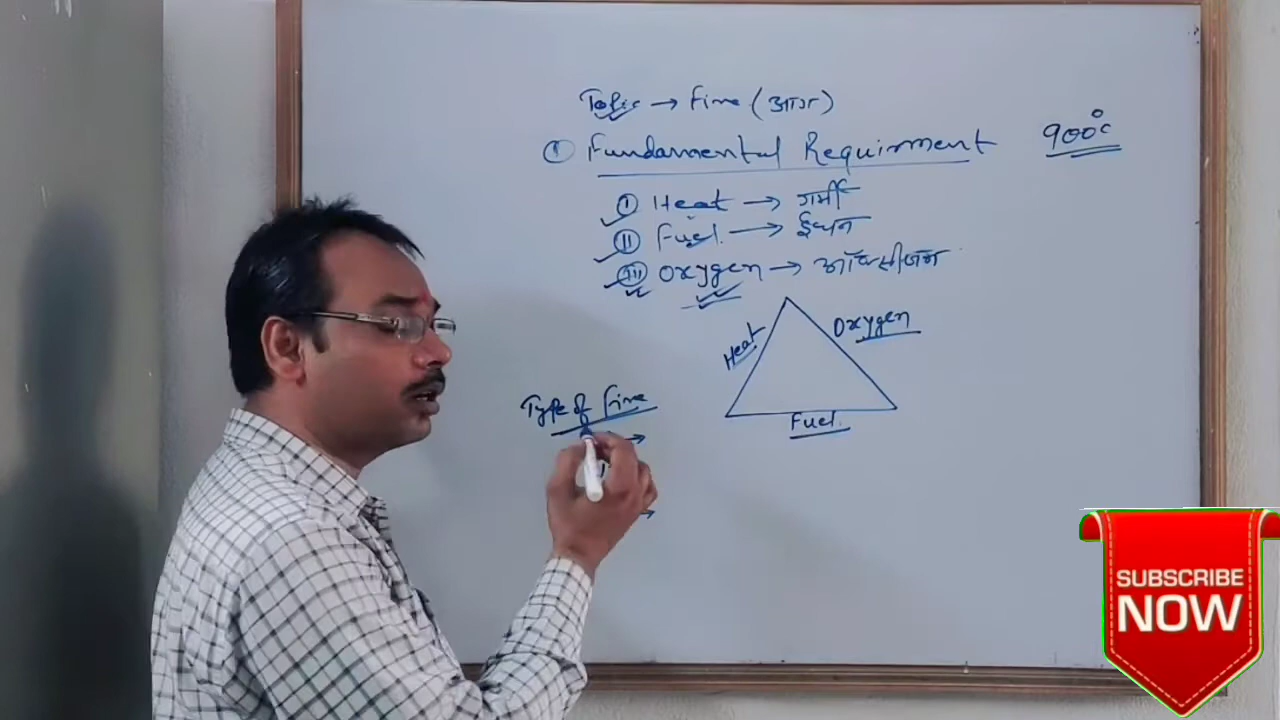 Topic → Fire (आग)
① Fundamental Requirment
900°C
Ⓘ Heat → गर्मी
Ⓘⓘ Fuel → ईधन
Ⓘⓘⓘ Oxygen → ऑक्सीजन
Heat
Oxygen
Fuel
Type of fire
SUBSCRIBE
NOW